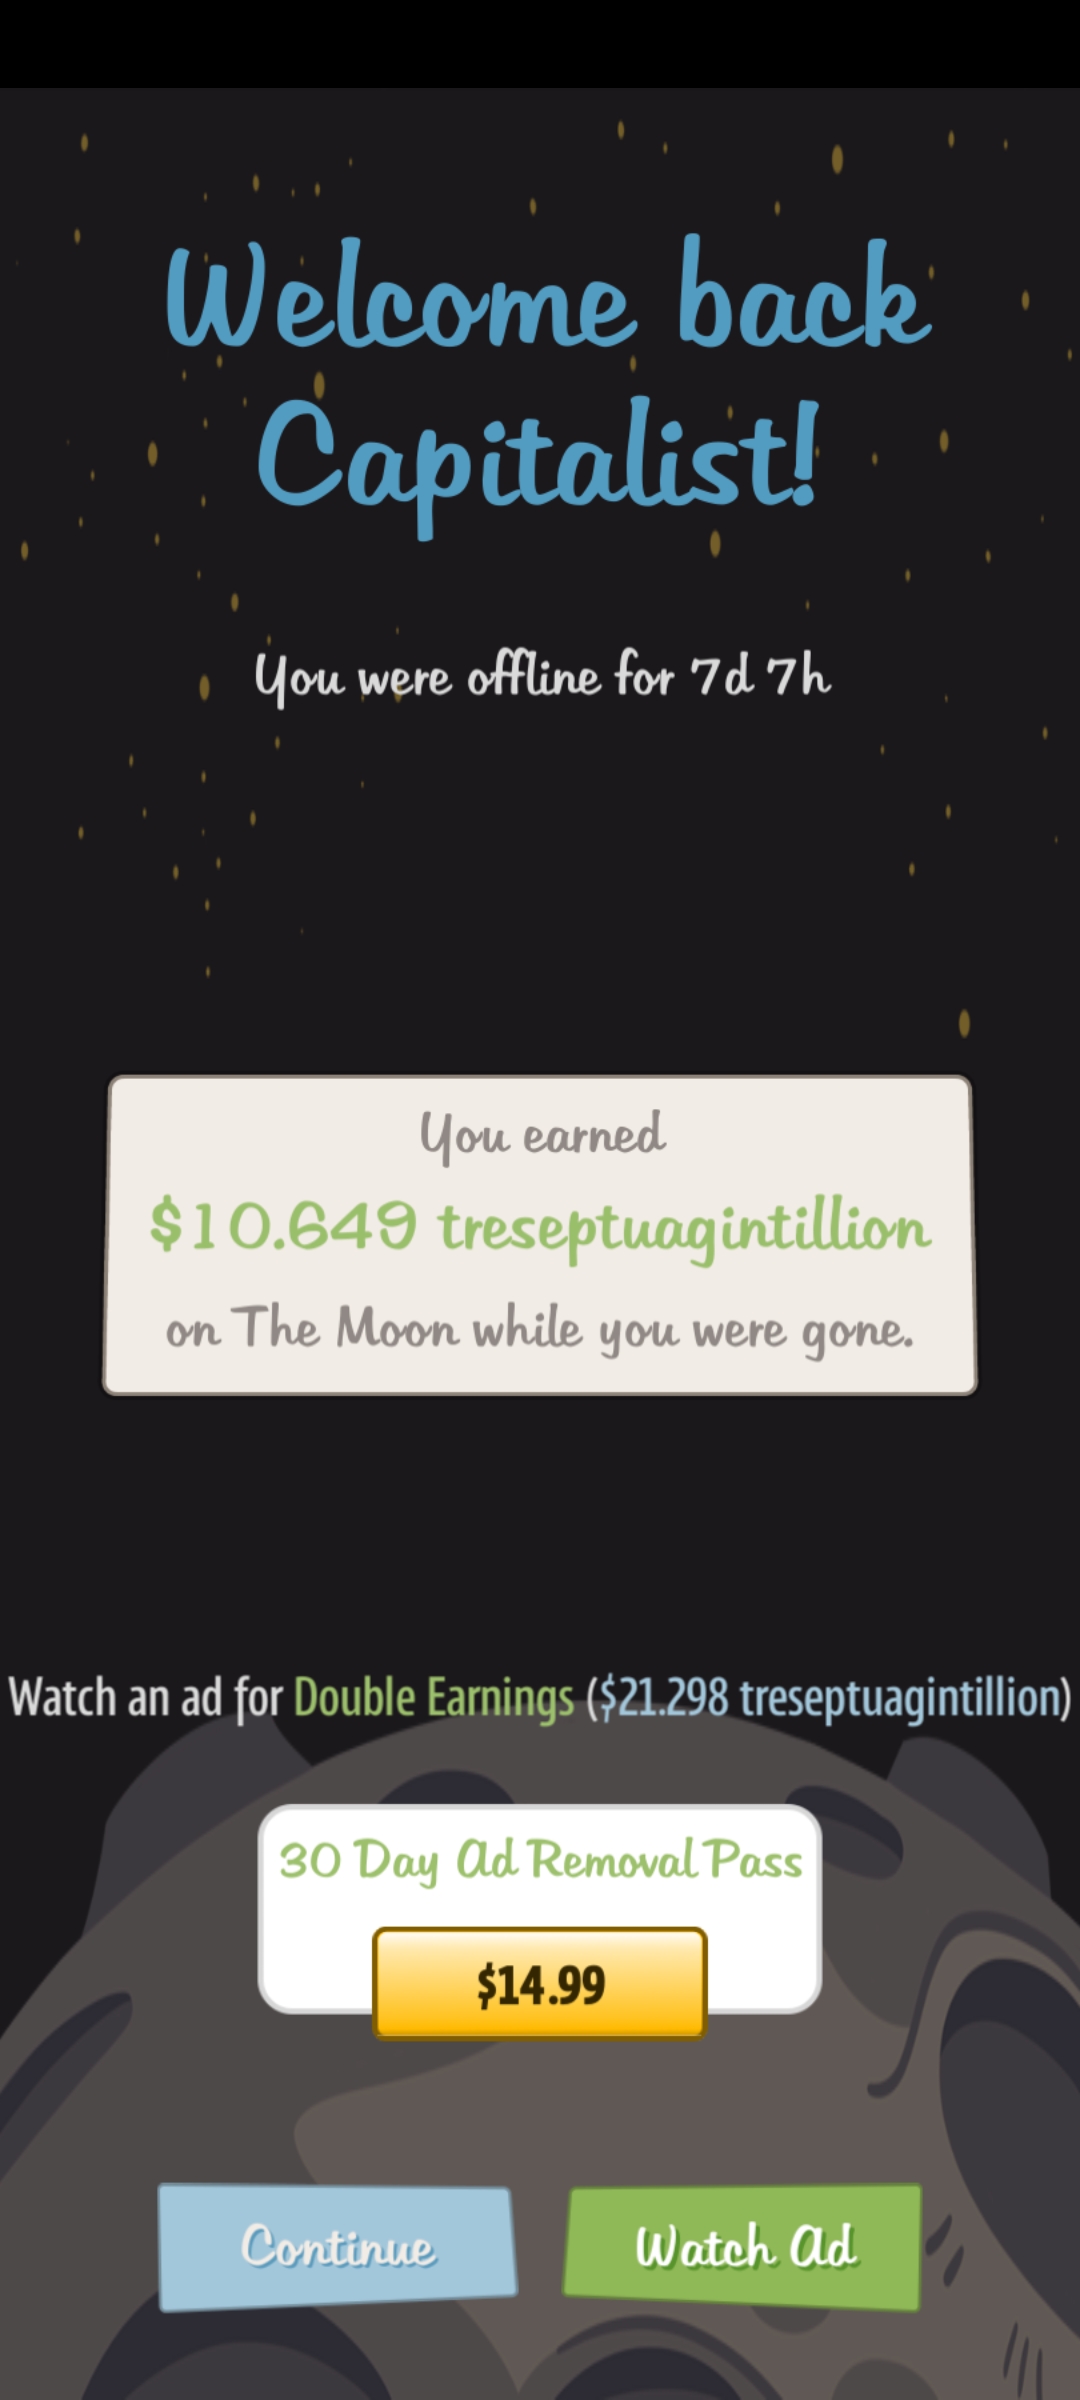 Welcome back
Capitalist!
You were offline for 7d 7h
You earned
$10.649 treseptuagintillion
on The Moon while you were gone.
Watch an ad for Double Earnings ($21.298 treseptuagintillion)
30 Day Ad Removal Pass
$14.99
Continue
Watch Ad